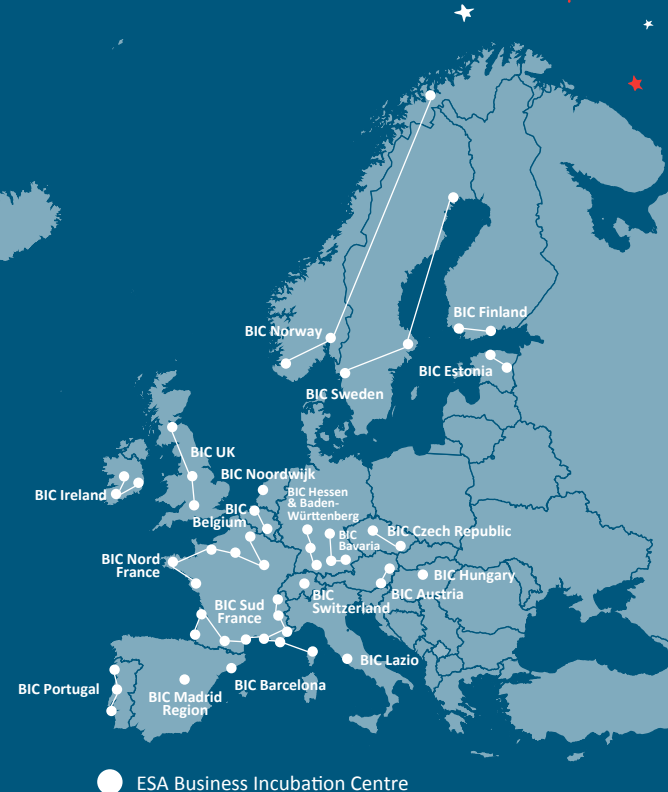 BIC Finland
BIC Norway
BIC Estonia
BIC Sweden
BIC UK
BIC Noordwijk
BIC Hessen
& Baden-
Württenberg
BIC Ireland
BIC
Belgium
BIC
Bavaria
BIC Czech Republic
BIC Nord
France
BIC Hungary
BIC
Switzerland
BIC Austria
BIC Sud
France
BIC Lazio
BIC Portugal
BIC Madrid
Region
BIC Barcelona
ESA Business Incubation Centre